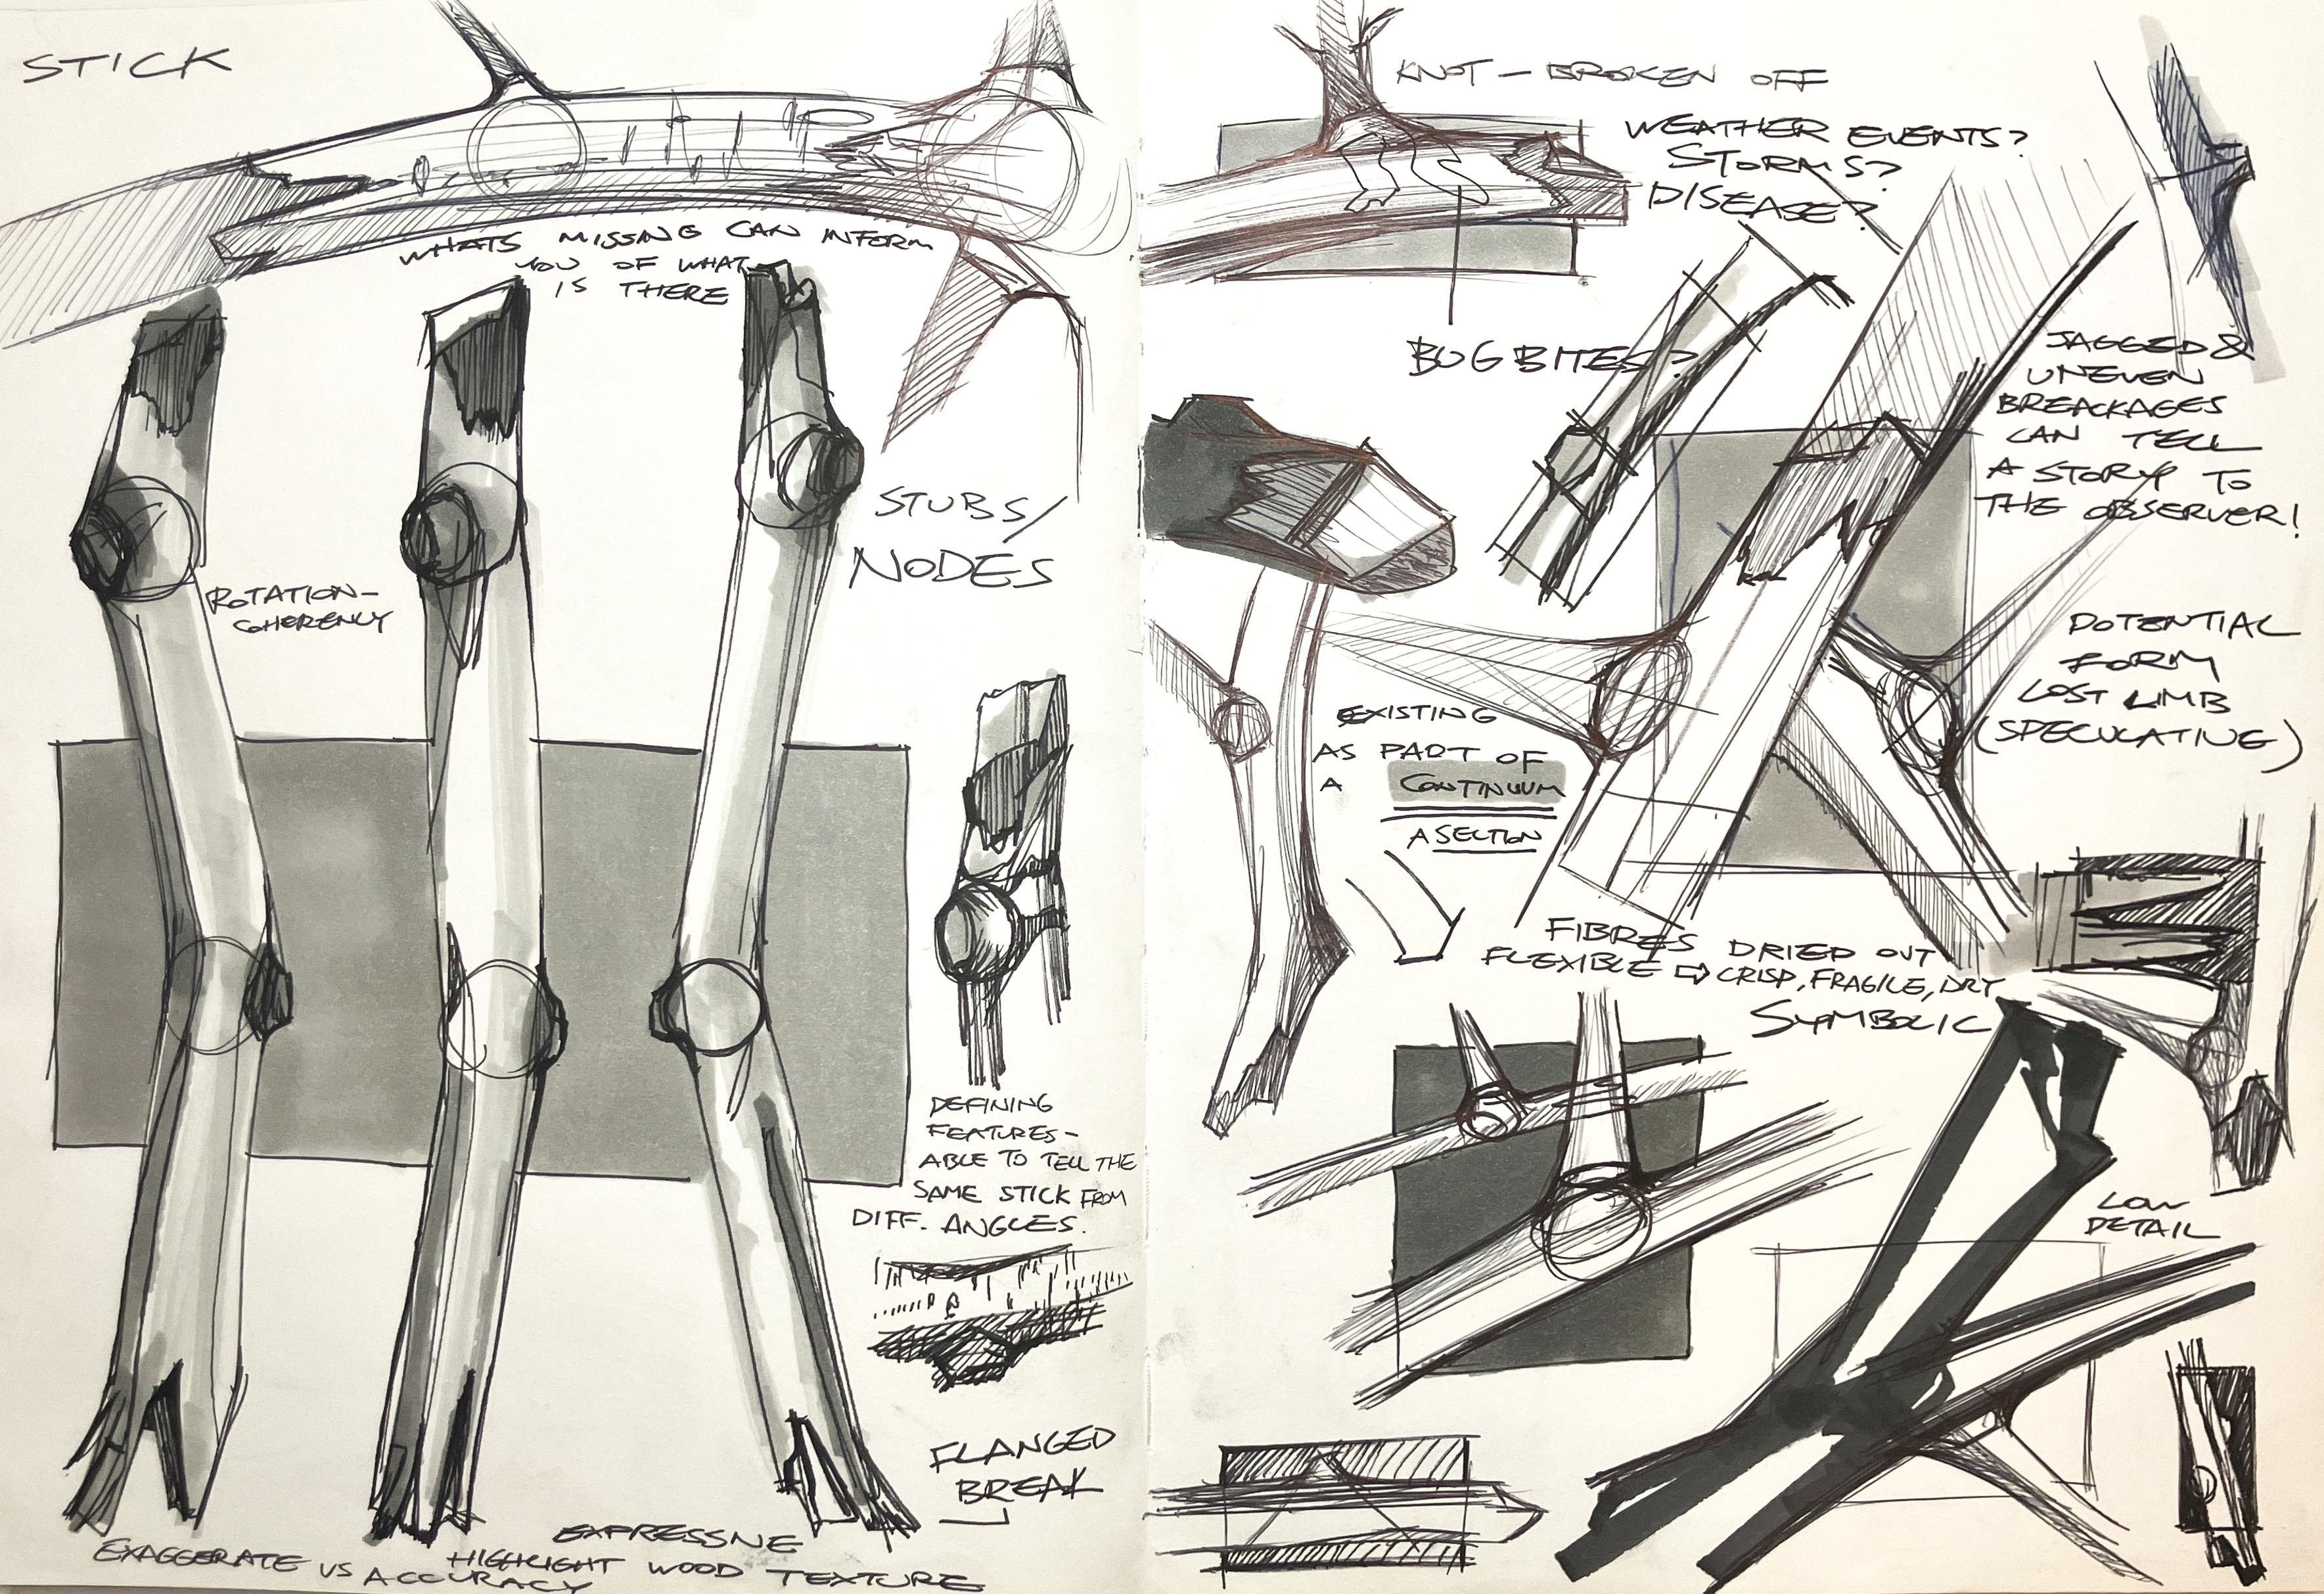 STICK
WHATS MISSING CAN INFORM
YOU OF WHAT
IS THERE
ROTATION-
COHERENCY
STUBS/
NODES
DEFINING
FEATURES-
ABLE TO TELL THE
SAME STICK FROM
DIFF. ANGLES.
FLANGED
BREAK
EXAGGERATE VS ACCURACY
EXPRESSIVE
HIGHLIGHT WOOD TEXTURE
KNOT - BROKEN OFF
WEATHER EVENTS?
STORMS?
DISEASE?
BUG BITES?
JAGGED &
UNEVEN
BREACKAGES
CAN TELL
A STORY TO
THE OBSERVER!
POTENTIAL
FORM
LOST LIMB
(SPECULATIVE)
EXISTING
AS PART OF
A CONTINUUM
A SECTION
FIBRES DRIED OUT
FLEXIBLE ⇨ CRISP, FRAGILE, DRY
SYMBOLIC
LOW
DETAIL